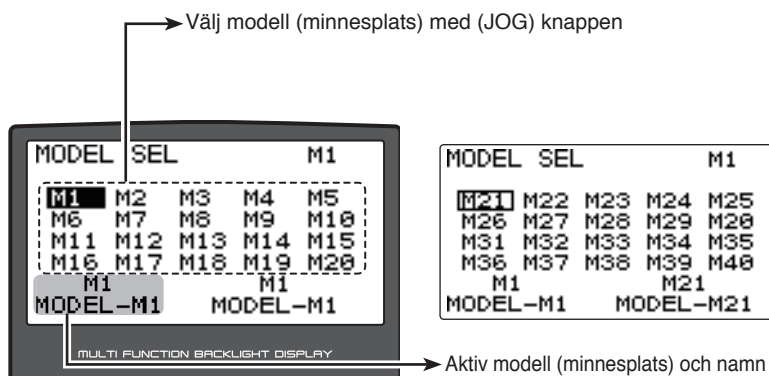 Välj modell (minnesplats) med (JOG) knappen
MODEL SEL M1
M1 M2 M3 M4 M5
M6 M7 M8 M9 M10
M11 M12 M13 M14 M15
M16 M17 M18 M19 M20
M1 M1
MODEL-M1 MODEL-M1
MULTI FUNCTION BACKLIGHT DISPLAY
MODEL SEL M1
M21 M22 M23 M24 M25
M26 M27 M28 M29 M20
M31 M32 M33 M34 M35
M36 M37 M38 M39 M40
M1 M21
MODEL-M1 MODEL-M21
Aktiv modell (minnesplats) och namn